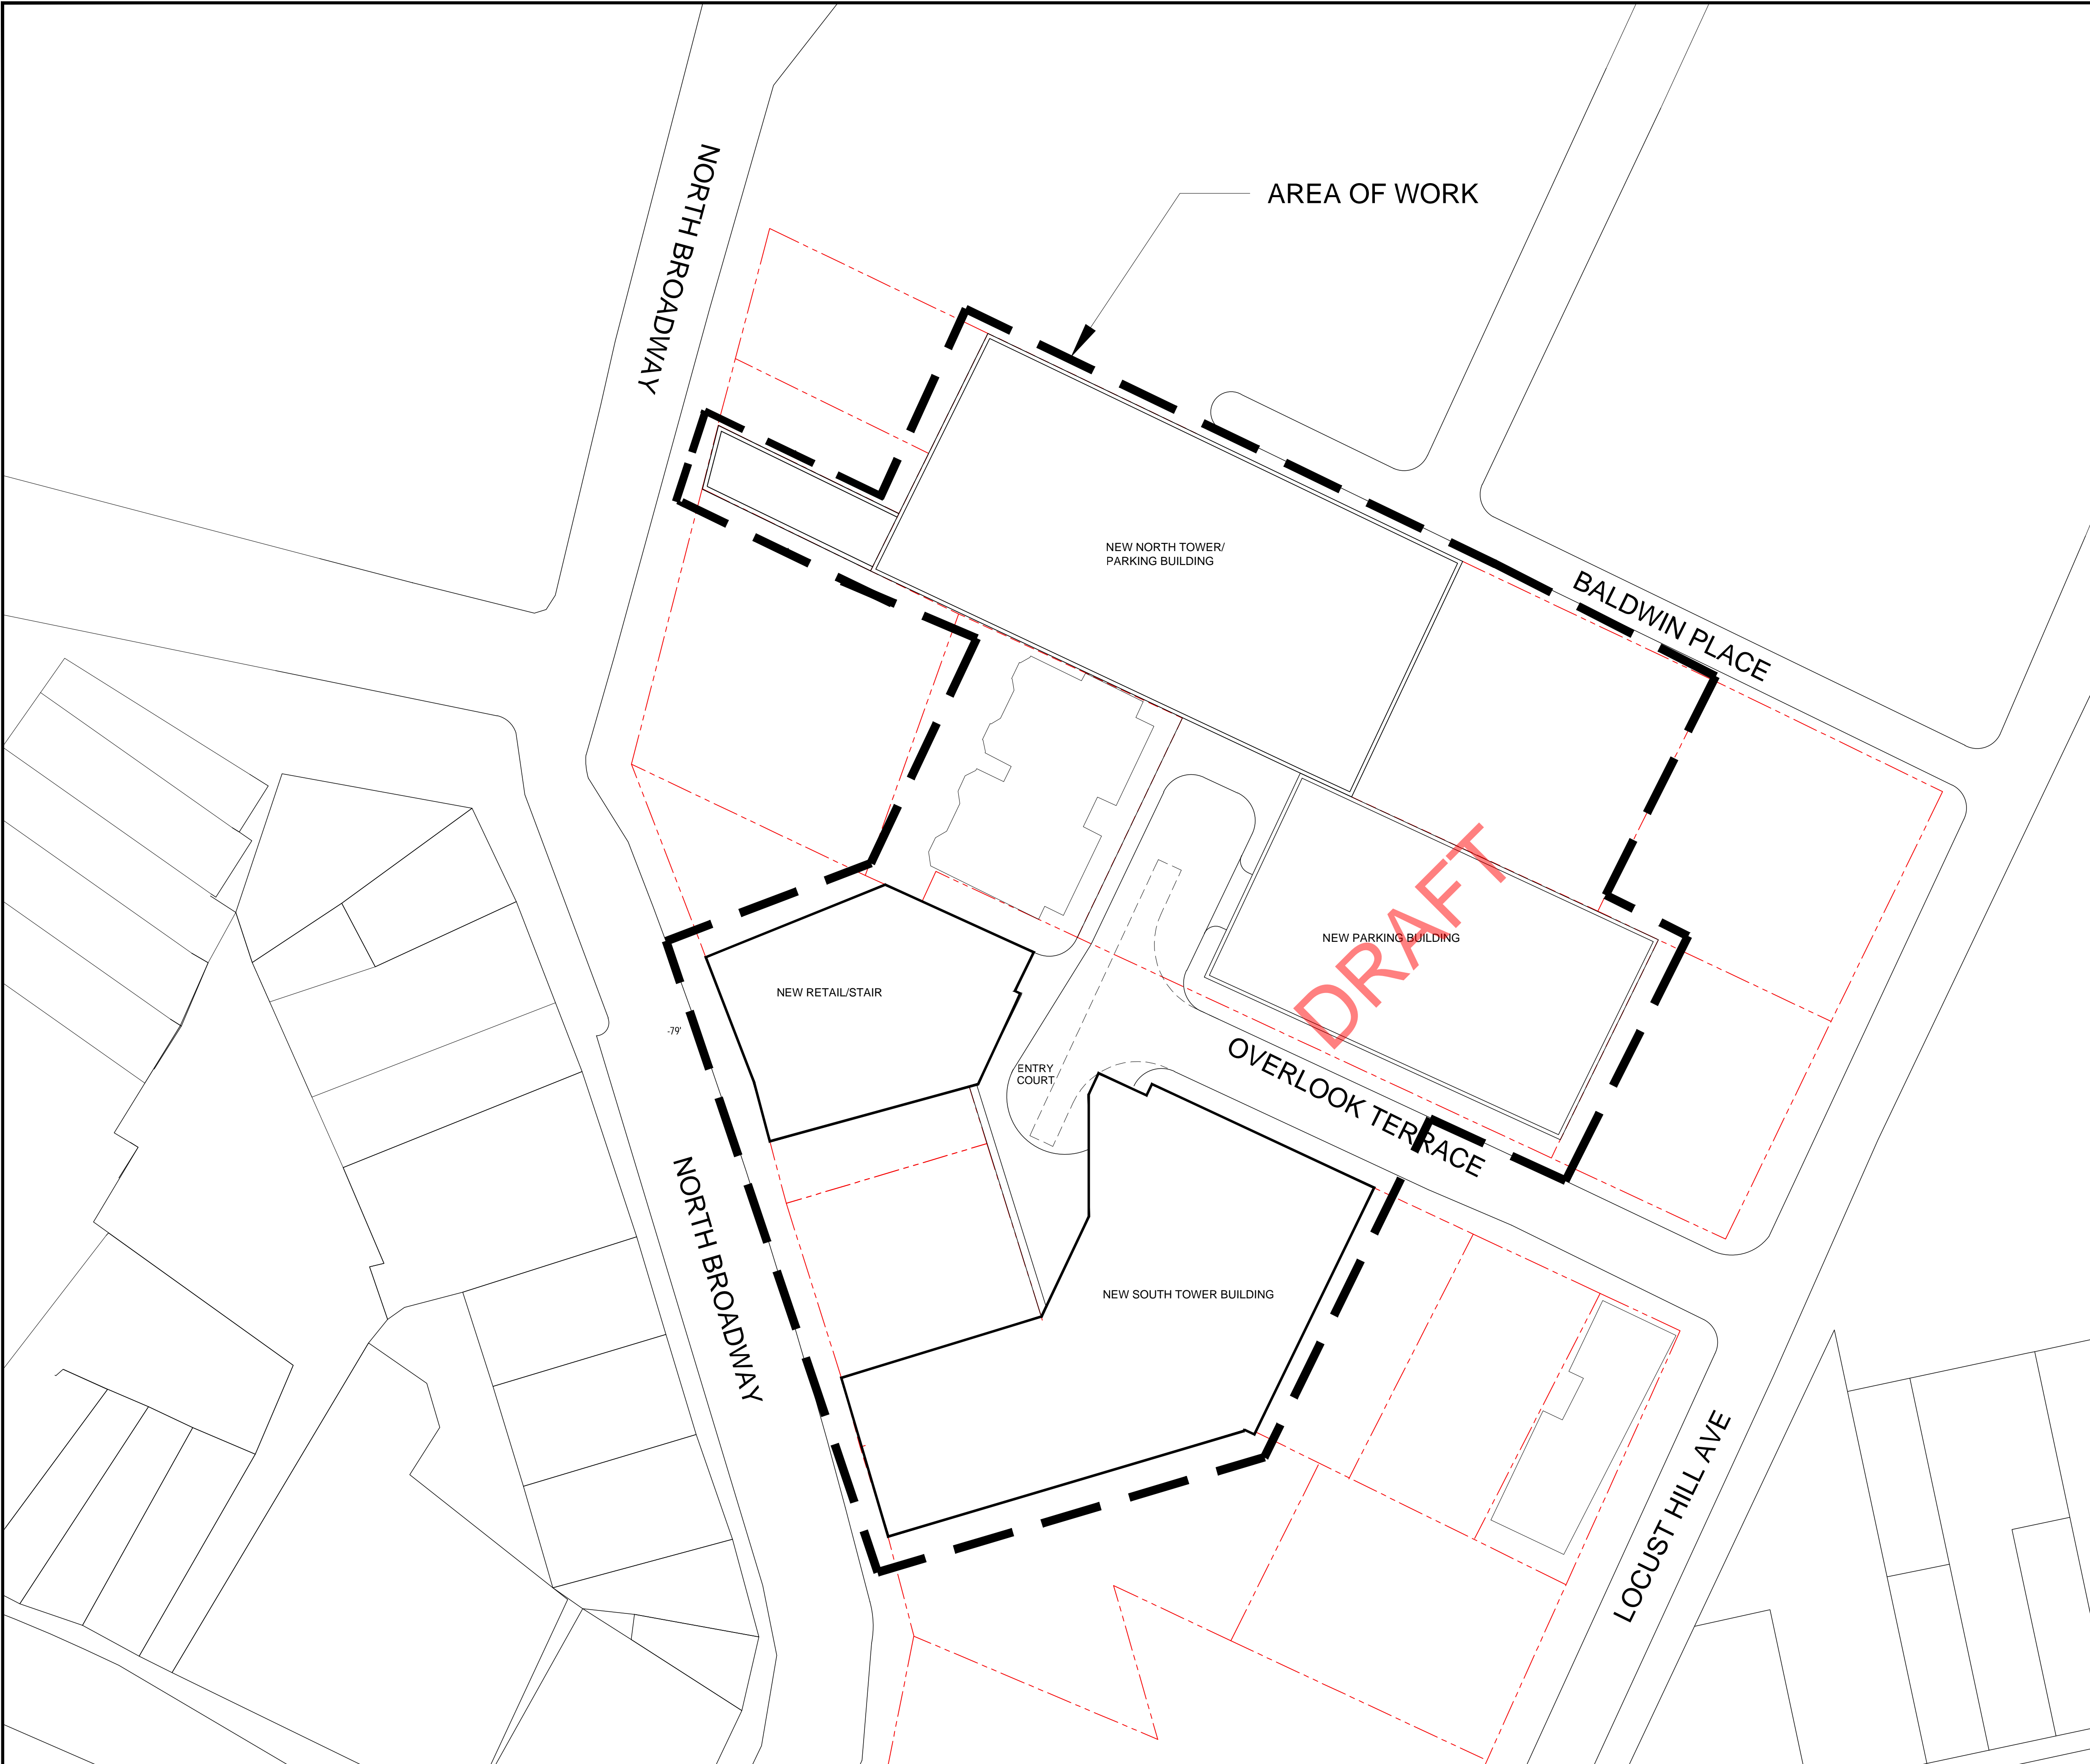 NORTH BROADWAY
AREA OF WORK
NEW NORTH TOWER/
PARKING BUILDING
BALDWIN PLACE
DRAFT
NEW PARKING BUILDING
NEW RETAIL/STAIR
-79'
ENTRY
COURT
OVERLOOK TERRACE
NORTH BROADWAY
NEW SOUTH TOWER BUILDING
LOCUST HILL AVE